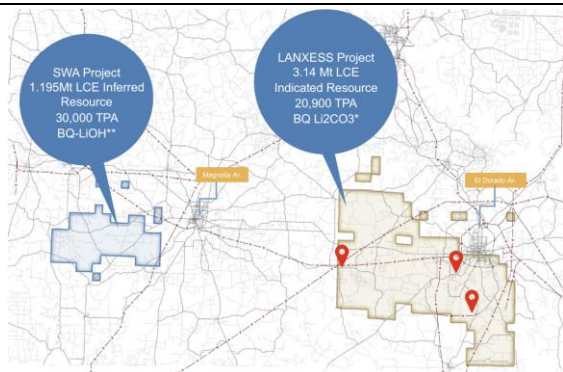 SWA Project
1.195Mt LCE Inferred
Resource
30,000 TPA
BQ-LiOH**
LANXESS Project
3.14 Mt LCE
Indicated Resource
20,900 TPA
BQ Li2CO3*
Magnolia Ar.
El Dorado Ar.